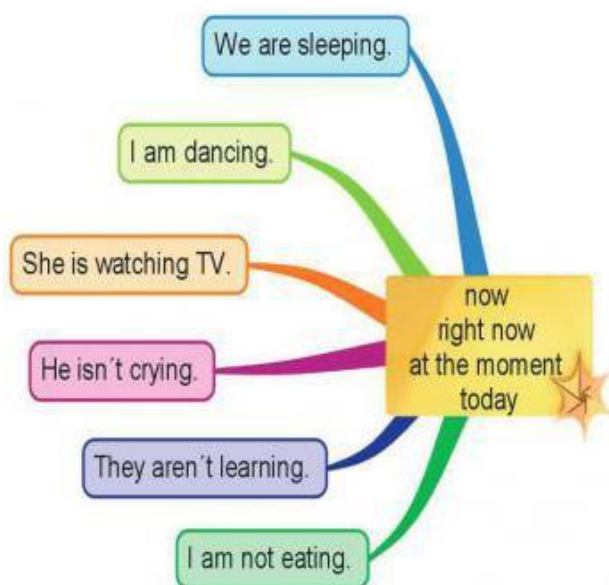 We are sleeping.
I am dancing.
She is watching TV.
He isn´t crying.
They aren´t learning.
I am not eating.
now
right now
at the moment
today